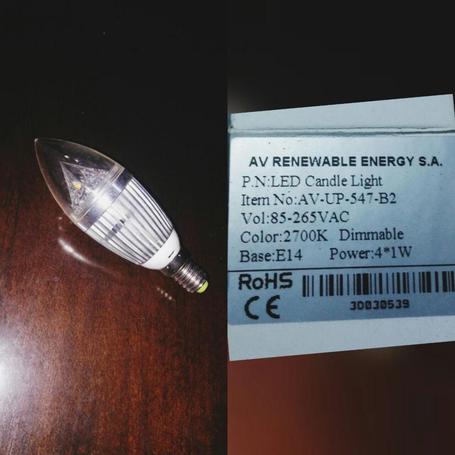 AV RENEWABLE ENERGY S.A.
P.N:LED Candle Light
Item No:AV-UP-547-B2
Vol:85-265VAC
Color:2700K Dimmable
Base:E14 Power:4*1W
RoHS
CE
3D030539